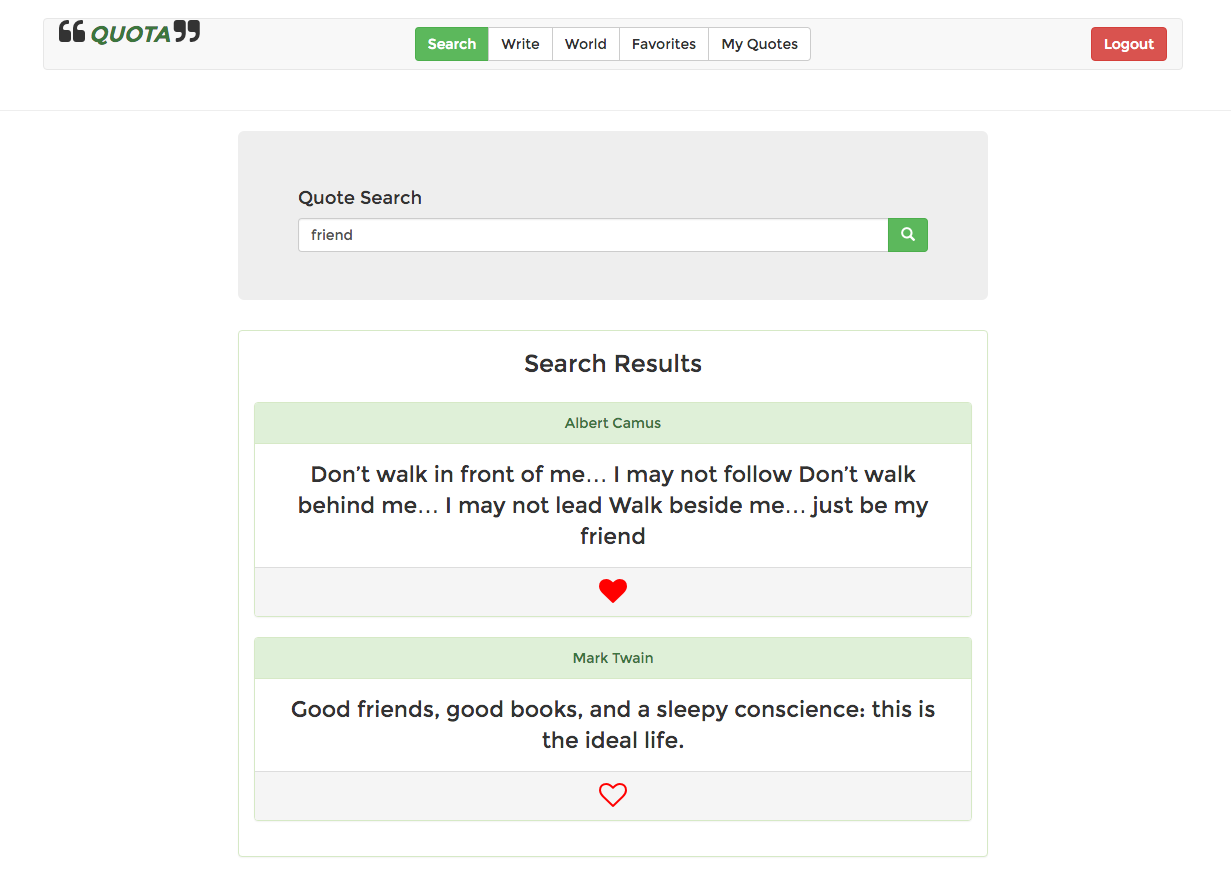 ❝ QUOTA ❞
Search Write World Favorites My Quotes
Logout
Quote Search
friend
Search Results
Albert Camus
Don’t walk in front of me… I may not follow Don’t walk
behind me… I may not lead Walk beside me… just be my
friend
Mark Twain
Good friends, good books, and a sleepy conscience: this is
the ideal life.